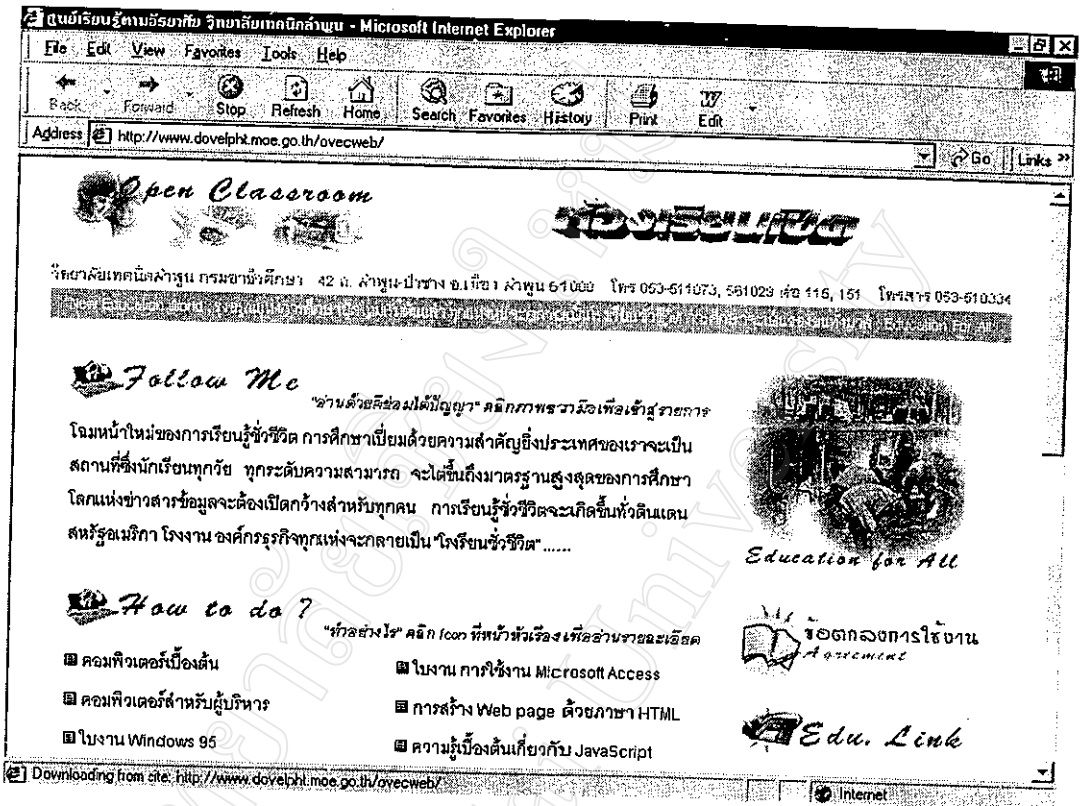 ศูนย์เรียนรู้ตามอัธยาศัย วิทยาลัยเทคนิคลำพูน - Microsoft Internet Explorer
File Edit View Favorites Tools Help
Back Forward Stop Refresh Home Search Favorites History Print Edit
Address http://www.dovelpht.moe.go.th/ovecweb/ Go Links »
Open Classroom
ห้องเรียนเปิด
วิทยาลัยเทคนิคลำพูน กรมอาชีวศึกษา 42 ถ. ลำพูน-ป่าซาง อ.เมือง ลำพูน 51000 โทร 053-511073, 561029 ต่อ 115, 151 โทรสาร 053-510334
Education For All
Follow Me
"อ่านด้วยดีย่อมได้ปัญญา" คลิกภาพขวามือเพื่อเข้าสู่รายการ
โฉมหน้าใหม่ของการเรียนรู้ชั่วชีวิต การศึกษาเปี่ยมด้วยความสำคัญยิ่งประเทศของเราจะเป็น
สถานที่ซึ่งนักเรียนทุกวัย ทุกระดับความสามารถ จะไต่ขึ้นถึงมาตรฐานสูงสุดของการศึกษา
โลกแห่งข่าวสารข้อมูลจะต้องเปิดกว้างสำหรับทุกคน การเรียนรู้ชั่วชีวิตจะเกิดขึ้นทั่วดินแดน
สหรัฐอเมริกา โรงงาน องค์กรธุรกิจทุกแห่งจะกลายเป็น "โรงเรียนชั่วชีวิต"......
Education for All
How to do ?
"ทำอย่างไร" คลิก Icon ที่หน้าหัวเรื่อง เพื่ออ่านรายละเอียด
ข้อตกลงการใช้งาน
Agreement
คอมพิวเตอร์เบื้องต้น
ใบงาน การใช้งาน Microsoft Access
คอมพิวเตอร์สำหรับผู้บริหาร
การสร้าง Web page ด้วยภาษา HTML
ใบงาน Windows 95
ความรู้เบื้องต้นเกี่ยวกับ JavaScript
Edu. Link
Downloading from site: http://www.dovelpht.moe.go.th/ovecweb/ Internet